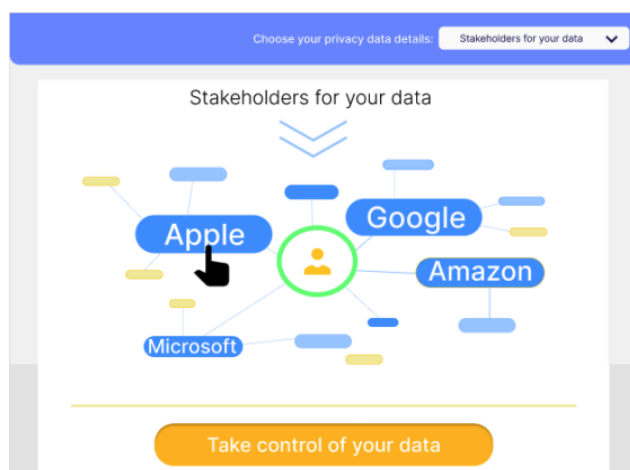 Choose your privacy data details:
Stakeholders for your data
Stakeholders for your data
Google
Apple
Amazon
Microsoft
Take control of your data